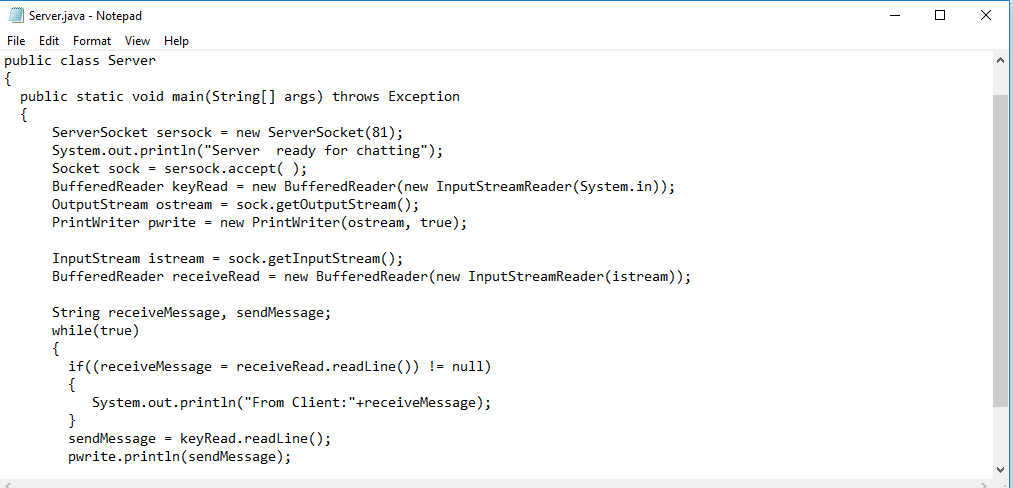 Server.java - Notepad
File Edit Format View Help
public class Server
{
  public static void main(String[] args) throws Exception
  {
      ServerSocket sersock = new ServerSocket(81);
      System.out.println("Server  ready for chatting");
      Socket sock = sersock.accept( );
      BufferedReader keyRead = new BufferedReader(new InputStreamReader(System.in));
      OutputStream ostream = sock.getOutputStream();
      PrintWriter pwrite = new PrintWriter(ostream, true);

      InputStream istream = sock.getInputStream();
      BufferedReader receiveRead = new BufferedReader(new InputStreamReader(istream));

      String receiveMessage, sendMessage;
      while(true)
      {
        if((receiveMessage = receiveRead.readLine()) != null)
        {
           System.out.println("From Client:"+receiveMessage);
        }
        sendMessage = keyRead.readLine();
        pwrite.println(sendMessage);